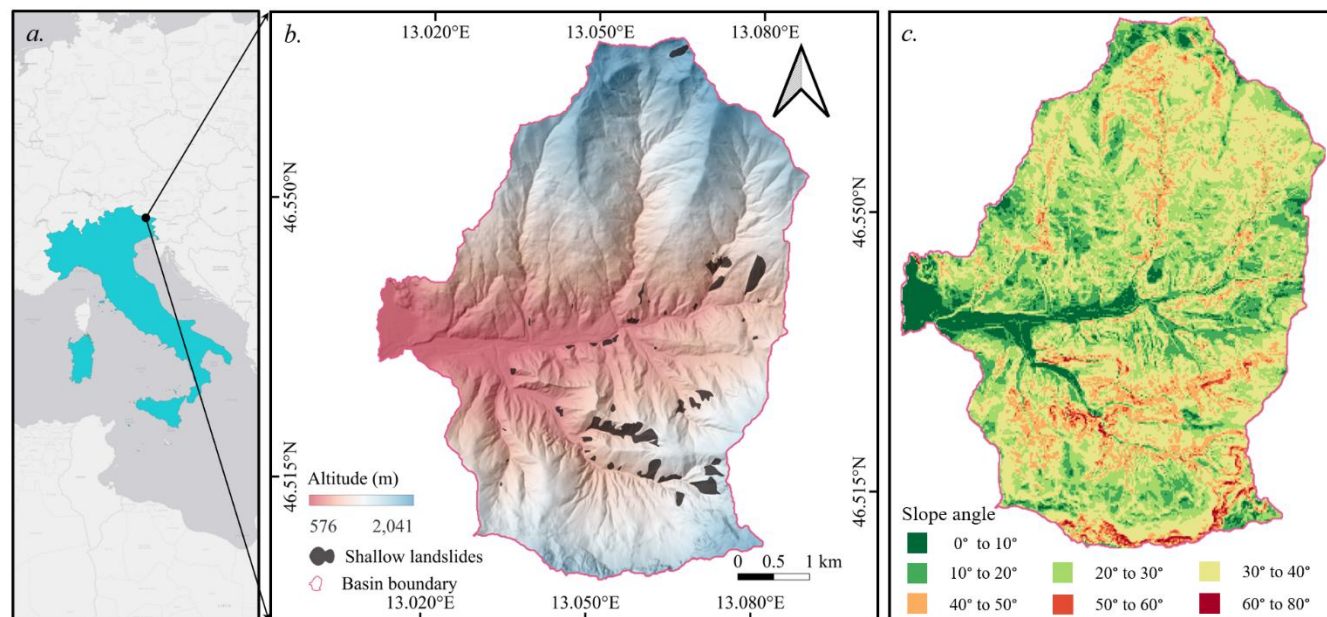 a.
b.
13.020°E 13.050°E 13.080°E
c.
46.550°N
46.550°N
46.515°N
46.515°N
Altitude (m)
576 2,041
Shallow landslides
Basin boundary
0 0.5 1 km
13.020°E 13.050°E 13.080°E
Slope angle
0° to 10°
10° to 20° 20° to 30° 30° to 40°
40° to 50° 50° to 60° 60° to 80°